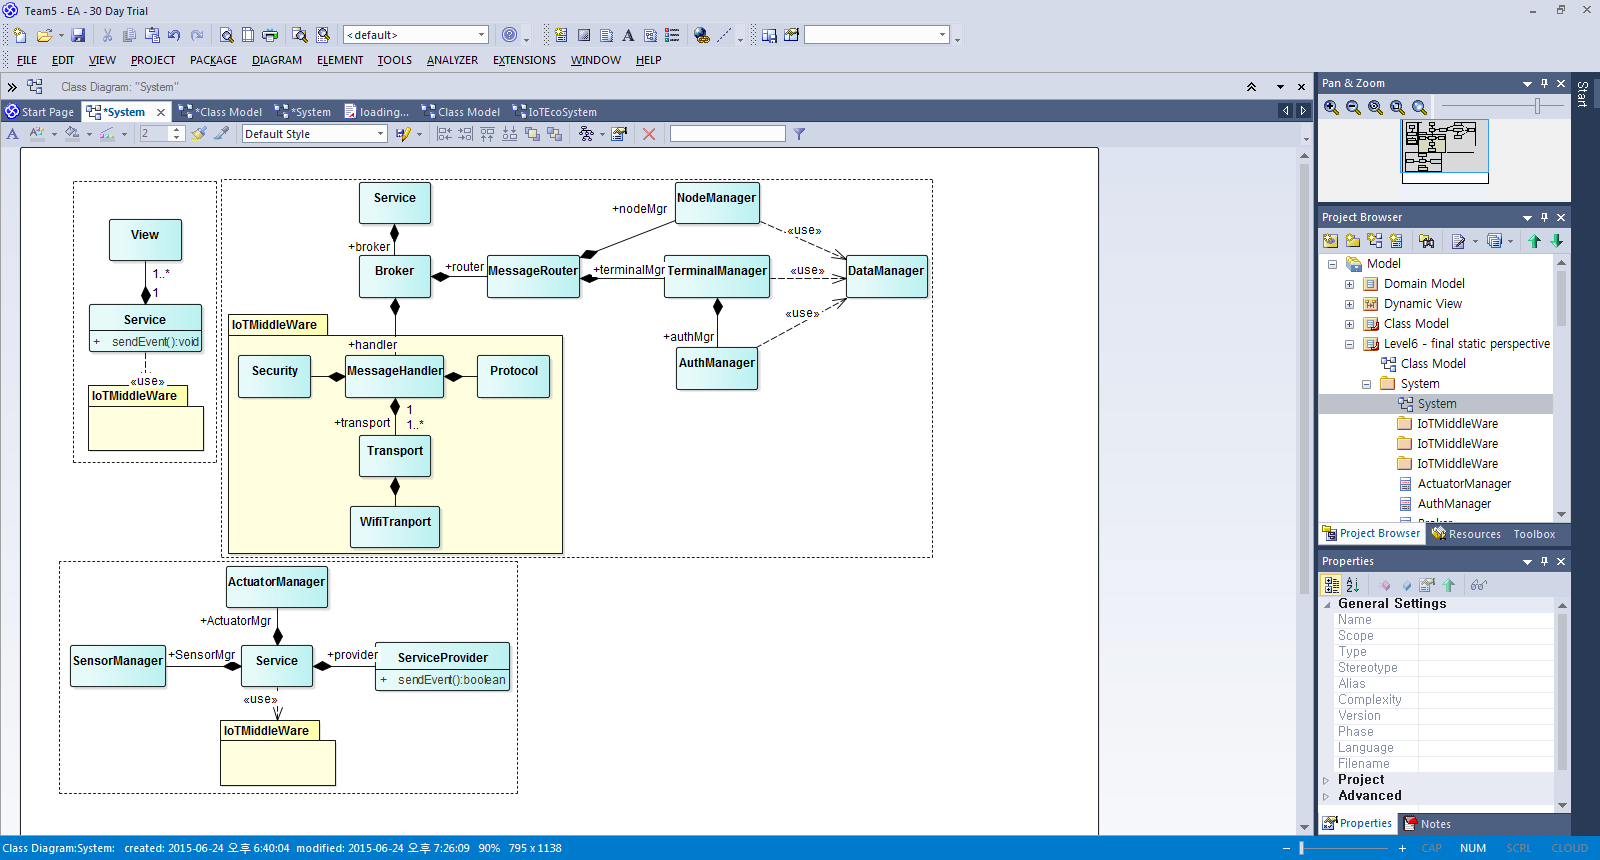 Team5 - EA - 30 Day Trial
<default>
FILE EDIT VIEW PROJECT PACKAGE DIAGRAM ELEMENT TOOLS ANALYZER EXTENSIONS WINDOW HELP
Class Diagram: "System"
Start Page *System *Class Model *System loading... Class Model IoTEcoSystem
2 Default Style
View
1..*
1
Service
+ sendEvent():void
«use»
IoTMiddleWare
Service
+broker
Broker
+router
MessageRouter
+nodeMgr
NodeManager
«use»
+terminalMgr
TerminalManager
«use»
DataManager
«use»
+authMgr
AuthManager
IoTMiddleWare
+handler
Security
MessageHandler
Protocol
1
+transport
1..*
Transport
WifiTranport
ActuatorManager
+ActuatorMgr
SensorManager
+SensorMgr
Service
+provider
ServiceProvider
+ sendEvent():boolean
«use»
IoTMiddleWare
Pan & Zoom
Start
Project Browser
Model
Domain Model
Dynamic View
Class Model
Level6 - final static perspective
Class Model
System
System
IoTMiddleWare
IoTMiddleWare
IoTMiddleWare
ActuatorManager
AuthManager
Broker
Project Browser Resources Toolbox
Properties
General Settings
Name
Scope
Type
Stereotype
Alias
Complexity
Version
Phase
Language
Filename
Project
Advanced
Properties Notes
Class Diagram:System: created: 2015-06-24 오후 6:40:04 modified: 2015-06-24 오후 7:26:09 90% 795 x 1138
CAP NUM SCRL CLOUD